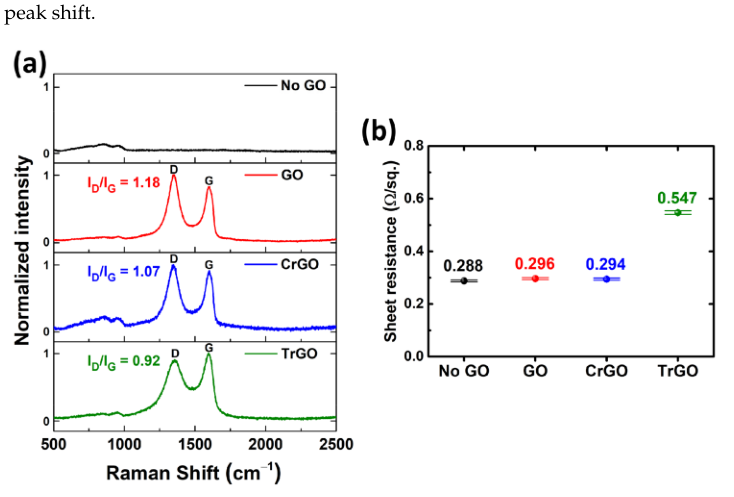 peak shift.
(a)
1
0
No GO
1
0
I_D/I_G = 1.18
D
G
GO
1
0
I_D/I_G = 1.07
D
G
CrGO
1
0
I_D/I_G = 0.92
D
G
TrGO
500 1000 1500 2000 2500
Raman Shift (cm⁻¹)
Normalized intensity
(b)
0.8
0.6
0.4
0.2
0.0
0.288
0.296
0.294
0.547
No GO GO CrGO TrGO
Sheet resistance (Ω/sq.)